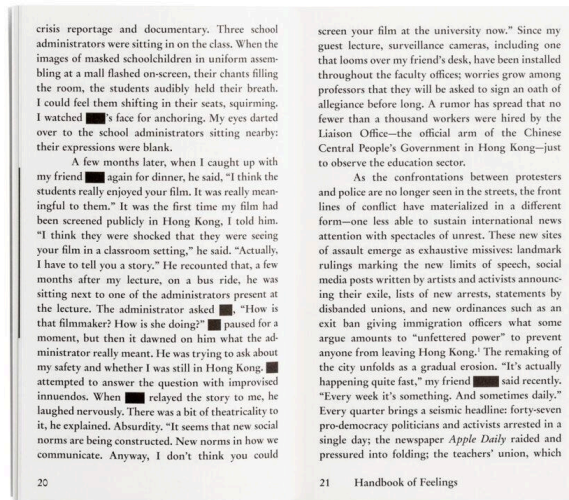 crisis reportage and documentary. Three school
administrators were sitting in on the class. When the
images of masked schoolchildren in uniform assem-
bling at a mall flashed on-screen, their chants filling
the room, the students audibly held their breath.
I could feel them shifting in their seats, squirming.
I watched 's face for anchoring. My eyes darted
over to the school administrators sitting nearby:
their expressions were blank.
A few months later, when I caught up with
my friend again for dinner, he said, “I think the
students really enjoyed your film. It was really mean-
ingful to them.” It was the first time my film had
been screened publicly in Hong Kong, I told him.
“I think they were shocked that they were seeing
your film in a classroom setting,” he said. “Actually,
I have to tell you a story.” He recounted that, a few
months after my lecture, on a bus ride, he was
sitting next to one of the administrators present at
the lecture. The administrator asked , “How is
that filmmaker? How is she doing?” paused for a
moment, but then it dawned on him what the ad-
ministrator really meant. He was trying to ask about
my safety and whether I was still in Hong Kong.
attempted to answer the question with improvised
innuendos. When relayed the story to me, he
laughed nervously. There was a bit of theatricality to
it, he explained. Absurdity. “It seems that new social
norms are being constructed. New norms in how we
communicate. Anyway, I don’t think you could
20
screen your film at the university now.” Since my
guest lecture, surveillance cameras, including one
that looms over my friend’s desk, have been installed
throughout the faculty offices; worries grow among
professors that they will be asked to sign an oath of
allegiance before long. A rumor has spread that no
fewer than a thousand workers were hired by the
Liaison Office—the official arm of the Chinese
Central People’s Government in Hong Kong—just
to observe the education sector.
As the confrontations between protesters
and police are no longer seen in the streets, the front
lines of conflict have materialized in a different
form—one less able to sustain international news
attention with spectacles of unrest. These new sites
of assault emerge as exhaustive missives: landmark
rulings marking the new limits of speech, social
media posts written by artists and activists announc-
ing their exile, lists of new arrests, statements by
disbanded unions, and new ordinances such as an
exit ban giving immigration officers what some
argue amounts to “unfettered power” to prevent
anyone from leaving Hong Kong.¹ The remaking of
the city unfolds as a gradual erosion. “It’s actually
happening quite fast,” my friend said recently.
“Every week it’s something. And sometimes daily.”
Every quarter brings a seismic headline: forty-seven
pro-democracy politicians and activists arrested in a
single day; the newspaper Apple Daily raided and
pressured into folding; the teachers’ union, which
21 Handbook of Feelings